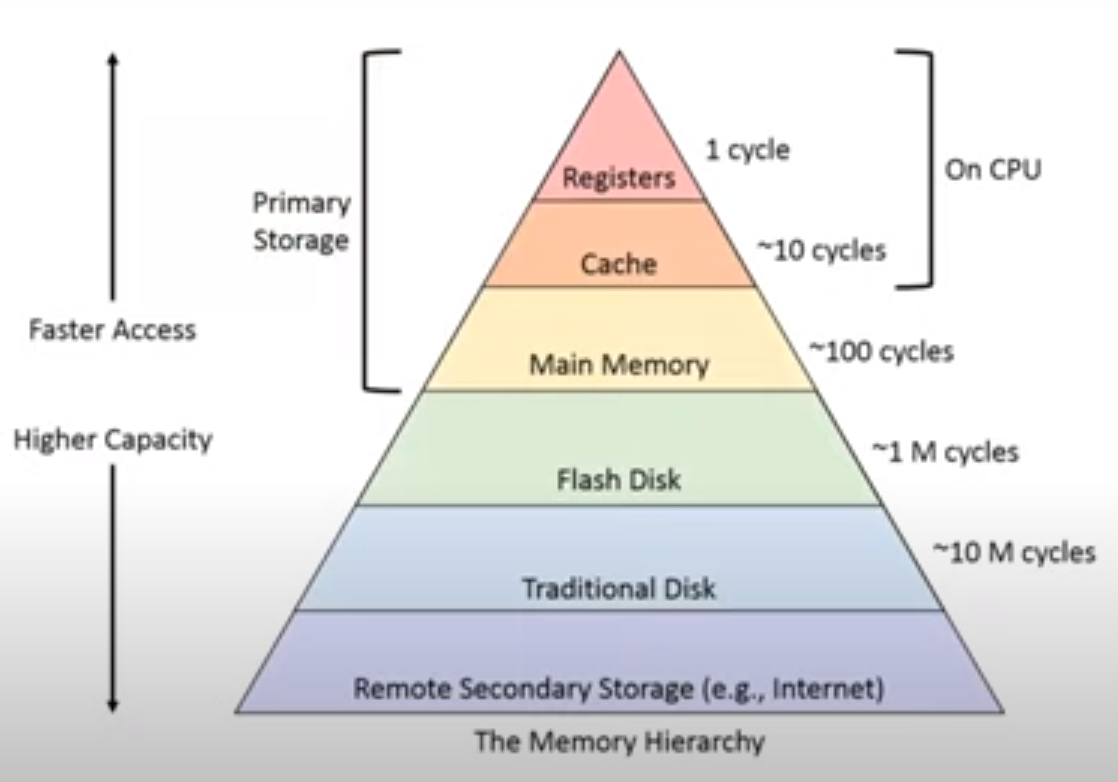 Registers
1 cycle
On CPU
Primary
Storage
Cache
~10 cycles
Faster Access
Main Memory
~100 cycles
Higher Capacity
Flash Disk
~1 M cycles
Traditional Disk
~10 M cycles
Remote Secondary Storage (e.g., Internet)
The Memory Hierarchy